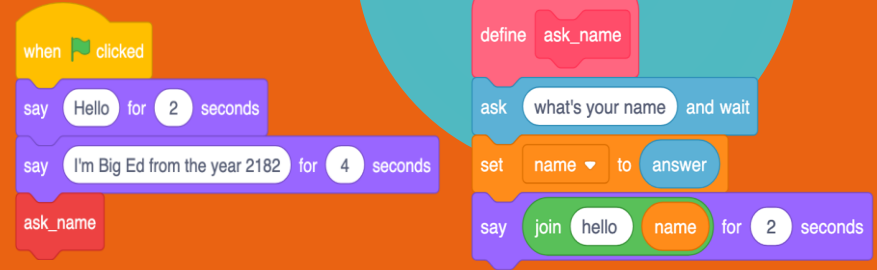 when clicked
say Hello for 2 seconds
say I'm Big Ed from the year 2182 for 4 seconds
ask_name
define ask_name
ask what's your name and wait
set name to answer
say join hello name for 2 seconds